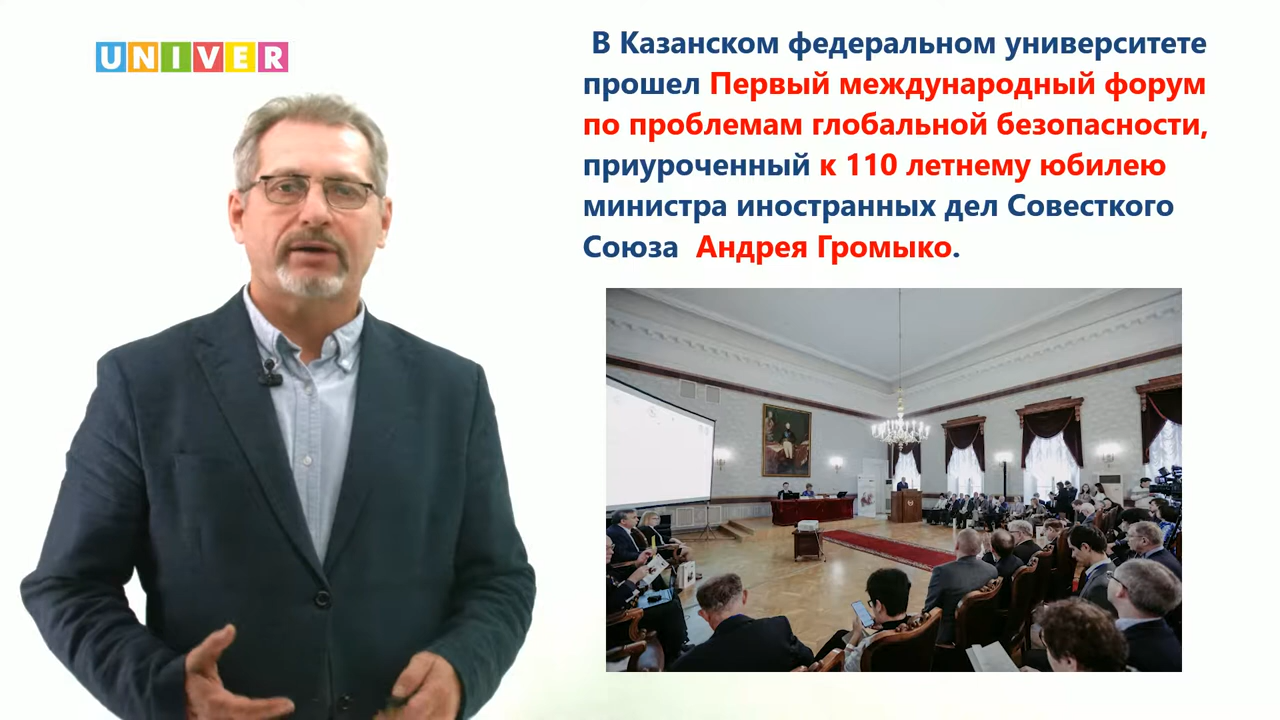 UNIVER
В Казанском федеральном университете
прошел Первый международный форум
по проблемам глобальной безопасности,
приуроченный к 110 летнему юбилею
министра иностранных дел Совесткого
Союза Андрея Громыко.